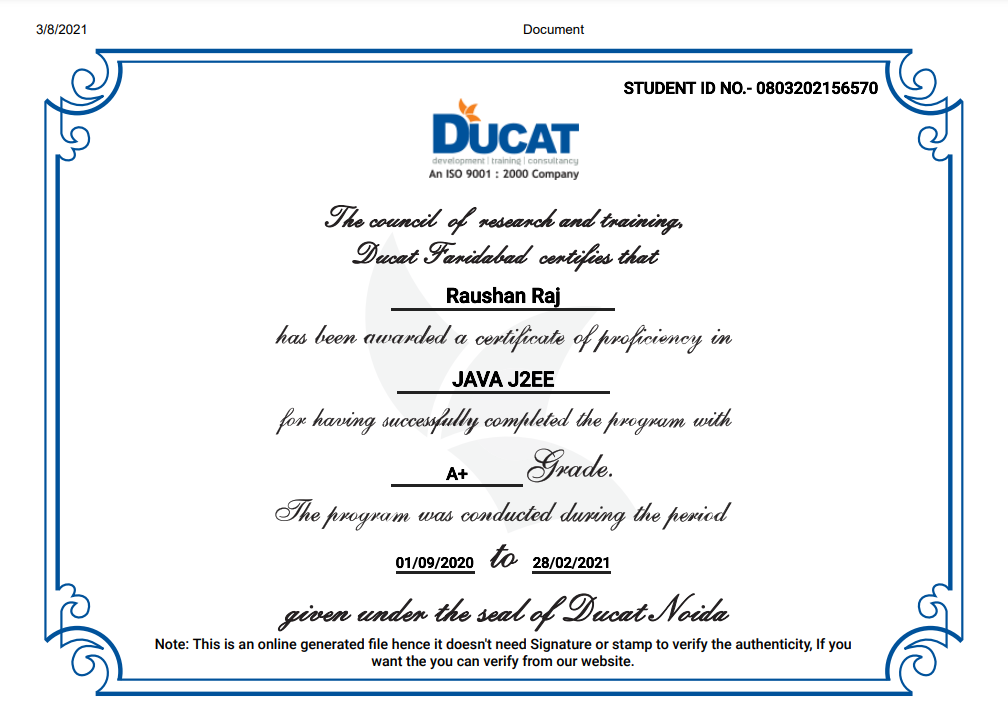 3/8/2021 Document
STUDENT ID NO.- 0803202156570
DUCAT
development | training | consultancy
An ISO 9001 : 2000 Company
The council of research and training,
Ducat Faridabad certifies that
Raushan Raj
has been awarded a certificate of proficiency in
JAVA J2EE
for having successfully completed the program with
A+ Grade.
The program was conducted during the period
01/09/2020 to 28/02/2021
given under the seal of Ducat Noida
Note: This is an online generated file hence it doesn't need Signature or stamp to verify the authenticity, If you
want the you can verify from our website.